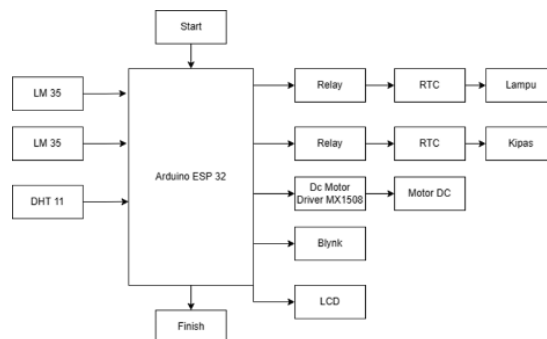 Start
LM 35
LM 35
DHT 11
Arduino ESP 32
Relay
RTC
Lampu
Relay
RTC
Kipas
Dc Motor
Driver MX1508
Motor DC
Blynk
LCD
Finish